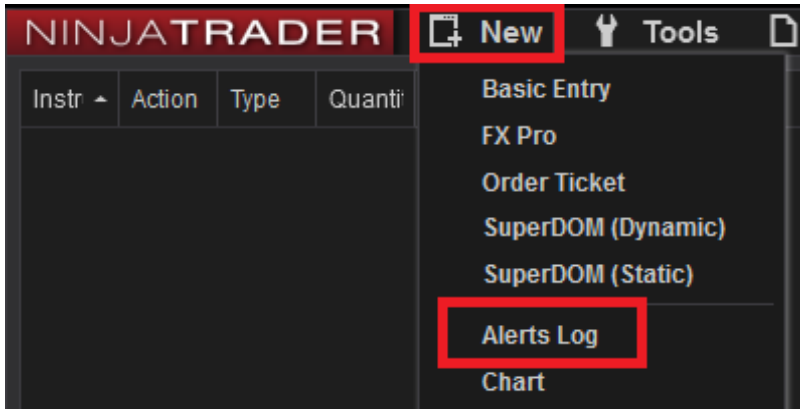 NINJATRADER New Tools
Instr Action Type Quanti
Basic Entry
FX Pro
Order Ticket
SuperDOM (Dynamic)
SuperDOM (Static)
Alerts Log
Chart